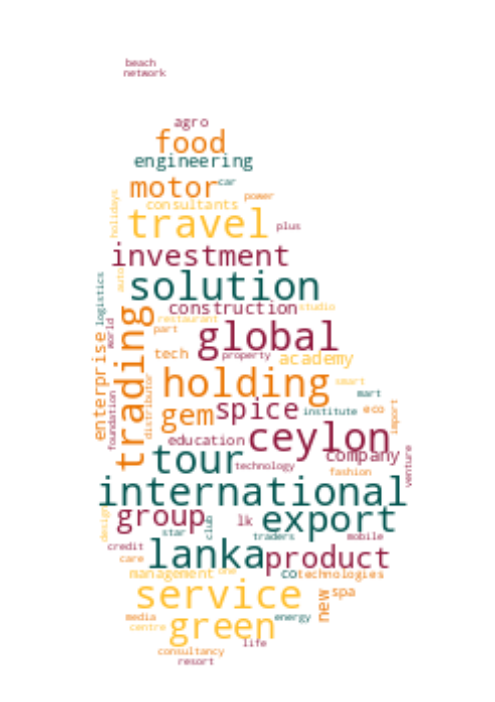 beach
network
agro
food
engineering
motor car
consultants power
holidays
travel plus
investment
auto
solution
logistics
construction studio
restaurant
world
part
global
trading
enterprise
tech property academy
holding smart
foundation
distributor
mart
gem spice institute eco
import
education ceylon
tour company
technology
fashion
venture
international
group lk export
design
star club traders mobile
credit
lanka product
care
management one co technologies
service new spa
media
centre green energy
life
consultancy
resort